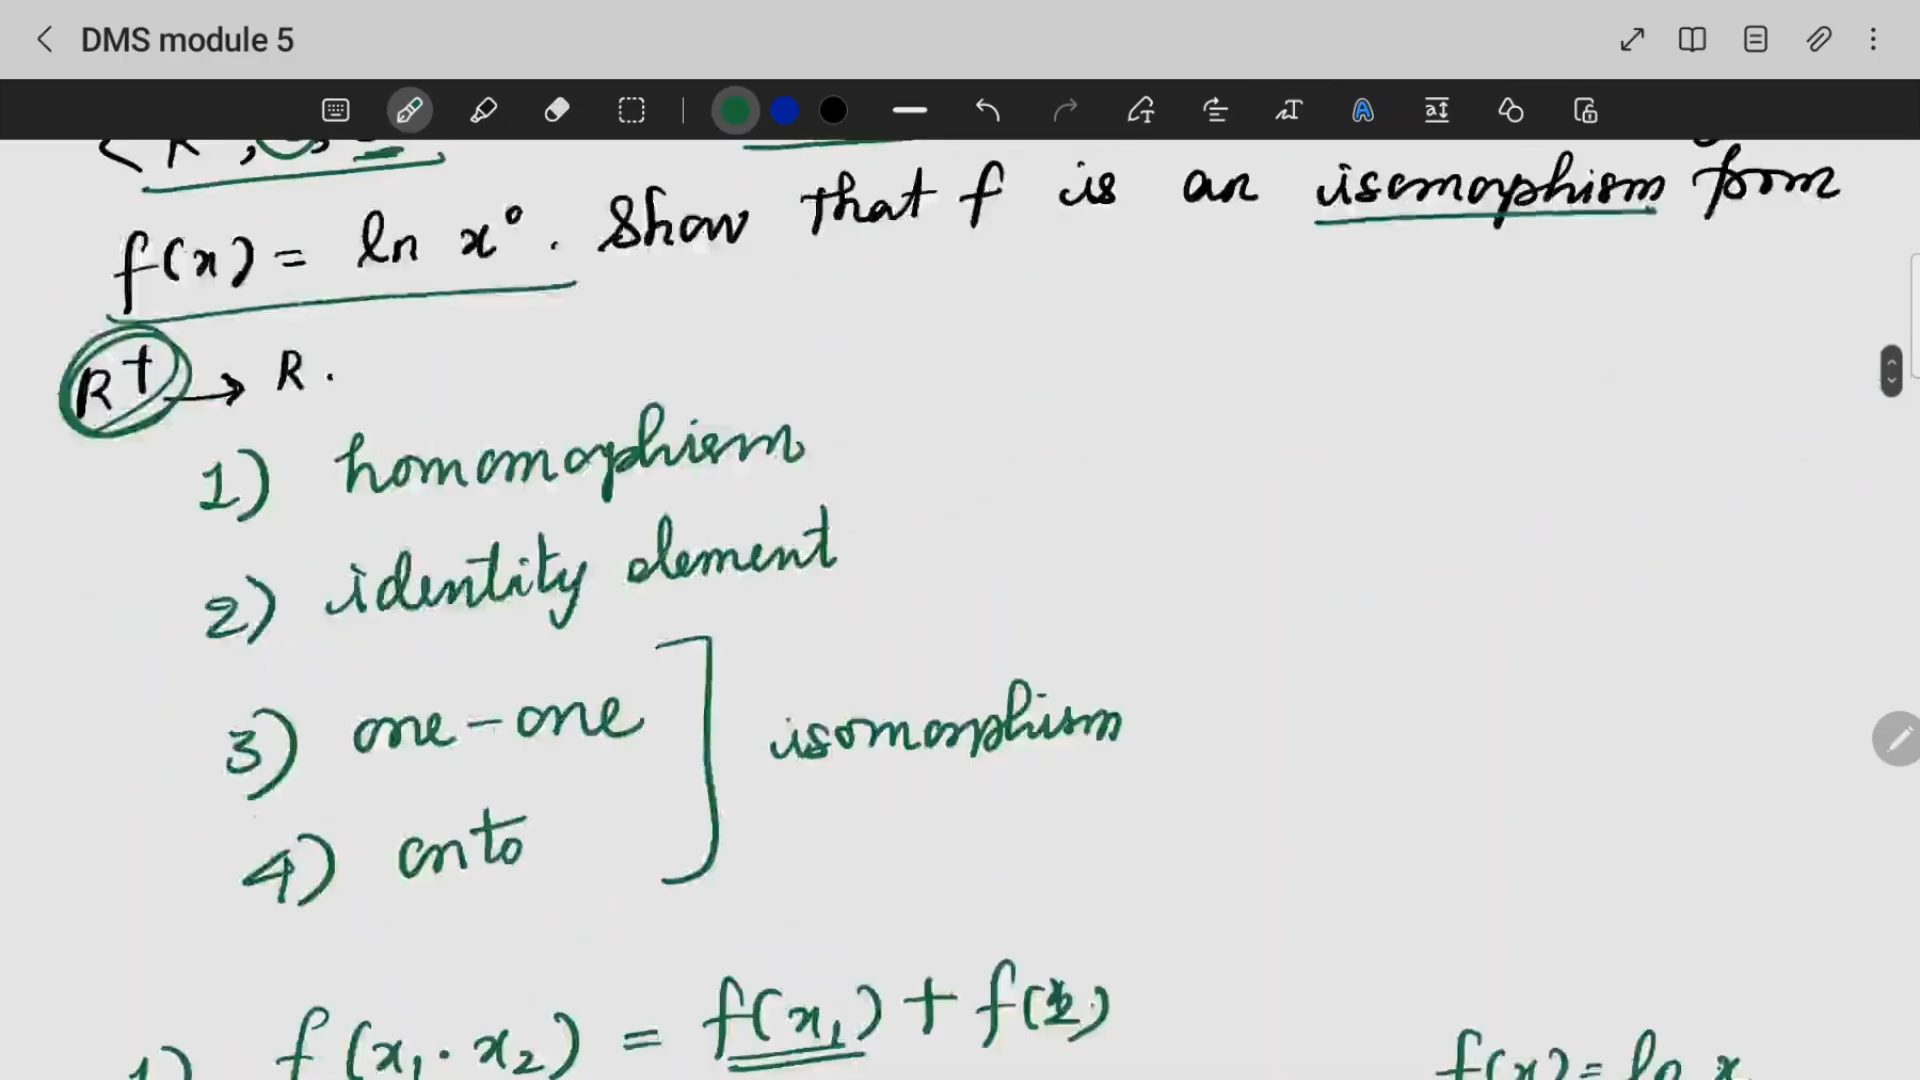 DMS module 5
f(x) = ln x°. Show that f is an isomorphism from
R+ → R.
1) homomorphism
2) identity element
3) one-one
isomorphism
4) onto
1) f(x₁·x₂) = f(x₁) + f(x₂)
f(x) = ln x